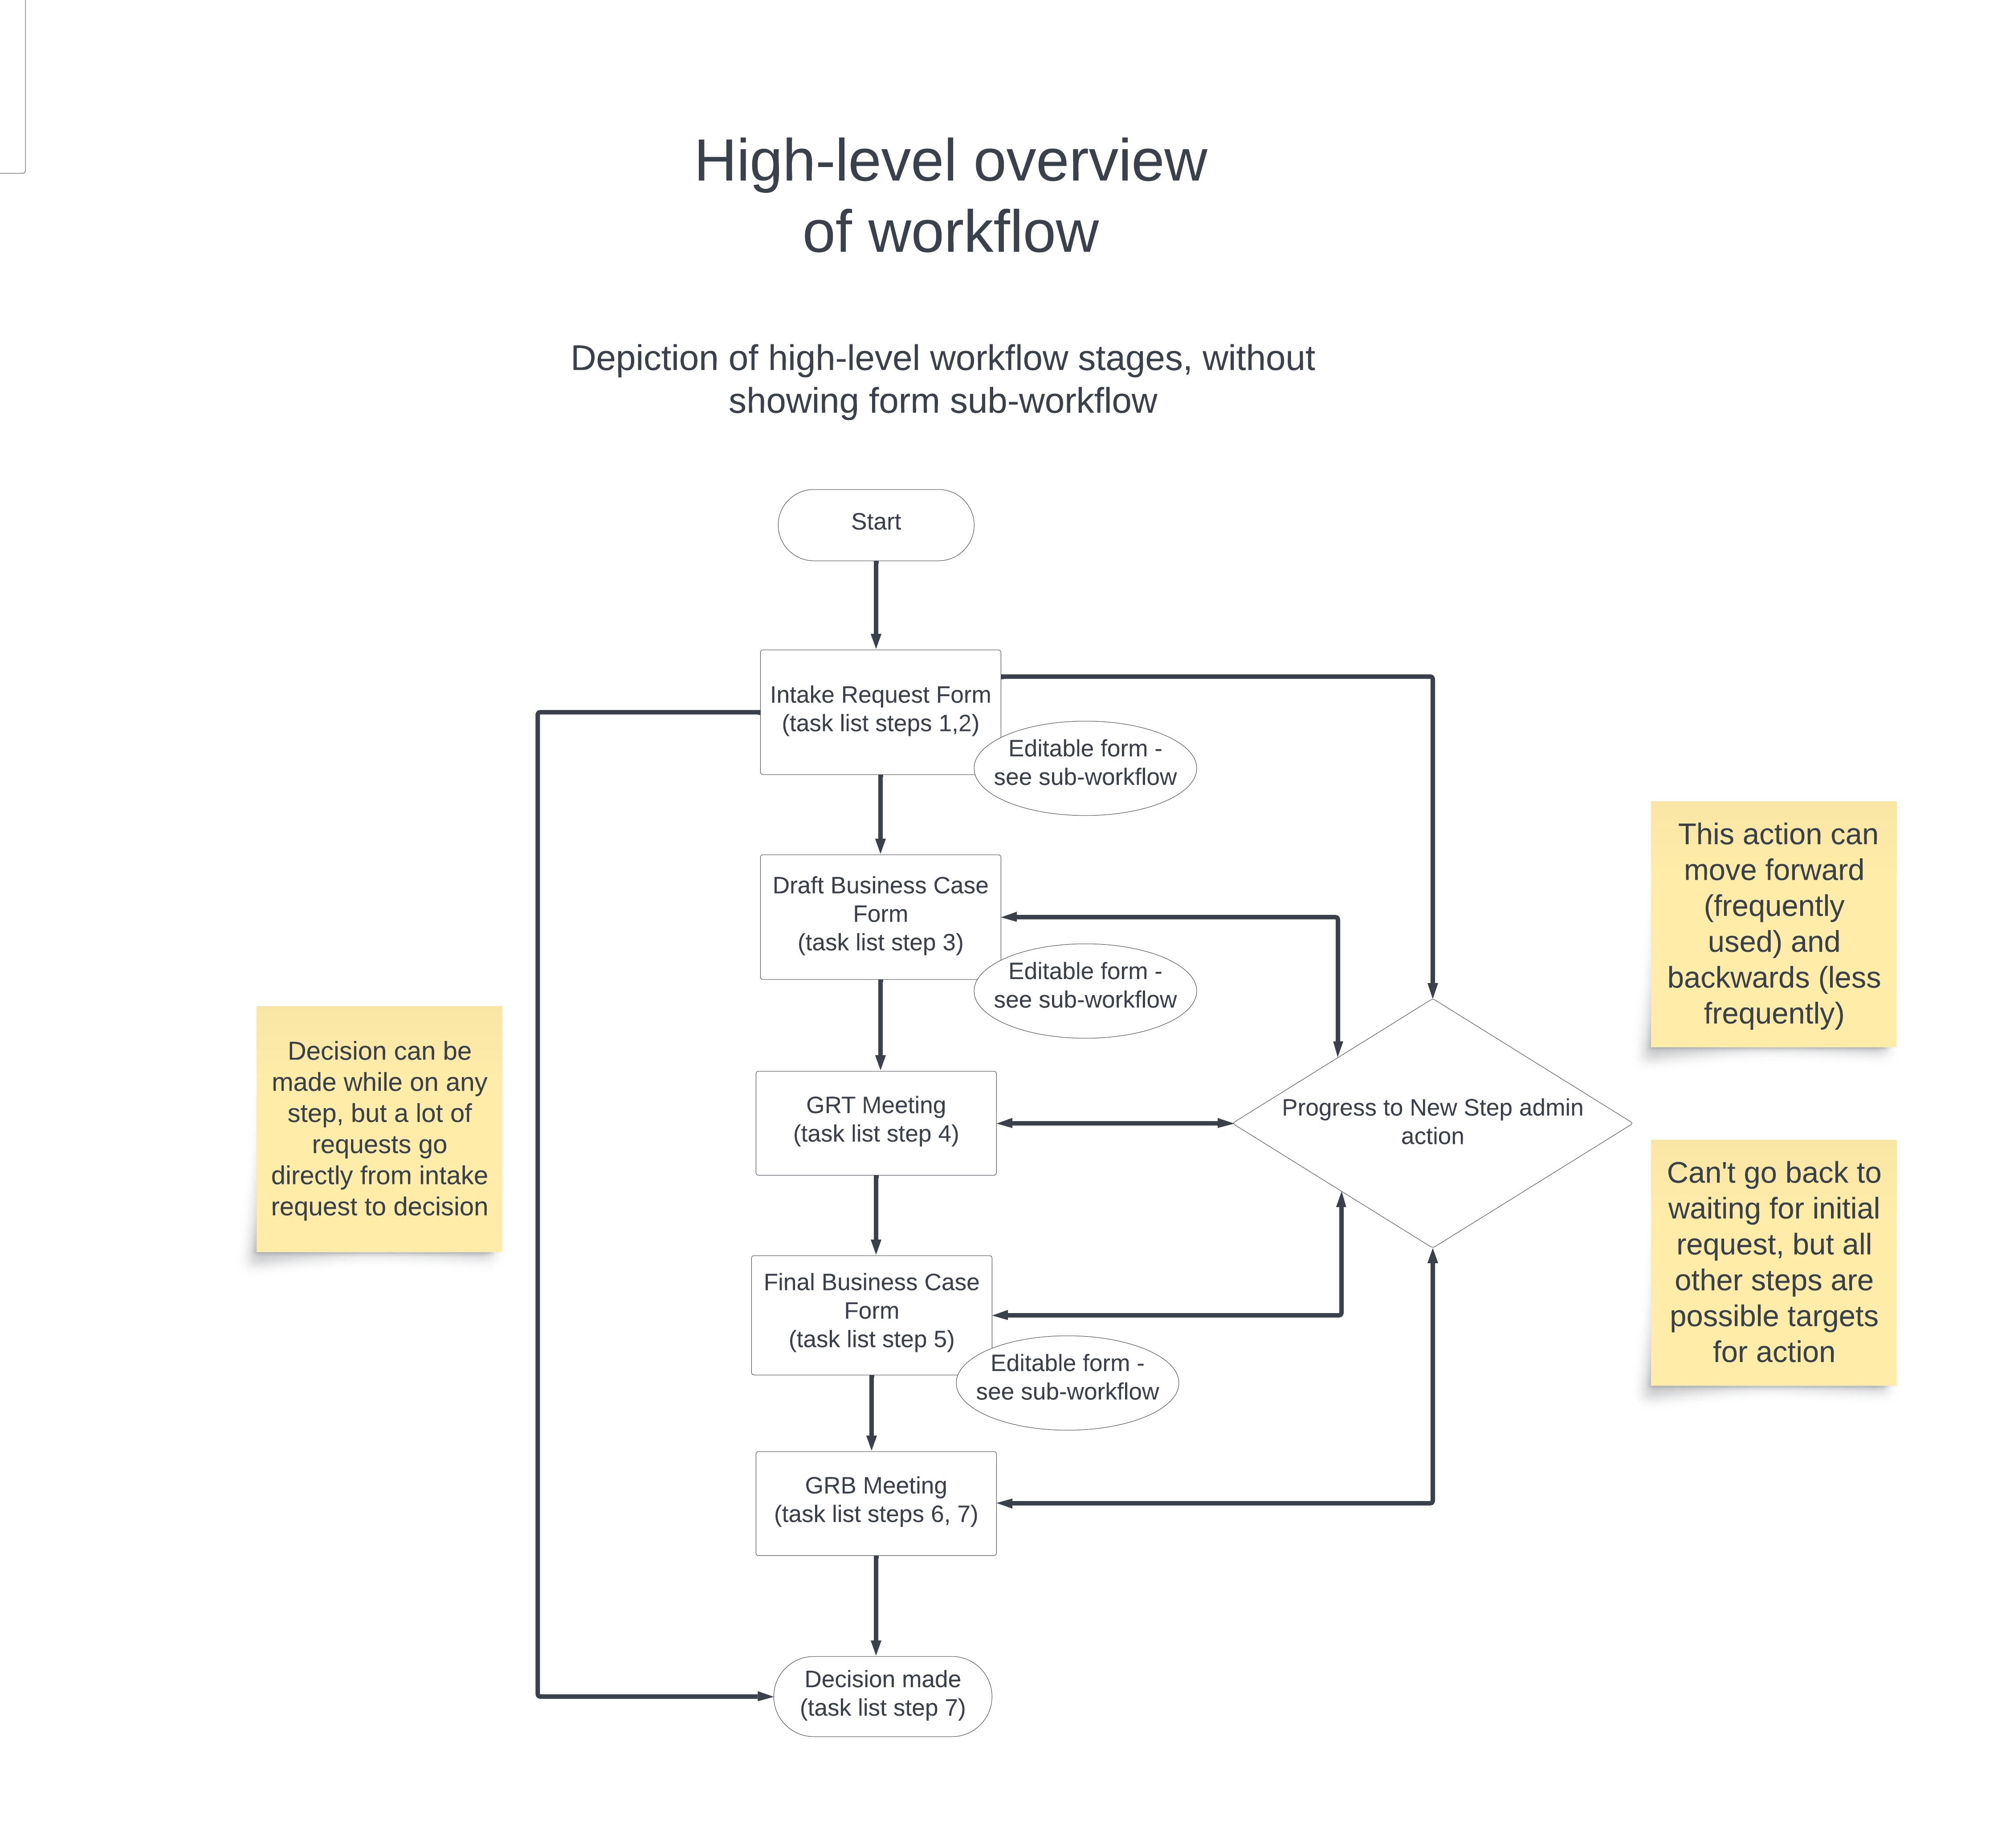 High-level overview
of workflow
Depiction of high-level workflow stages, without
showing form sub-workflow
Start
Intake Request Form
(task list steps 1,2)
Editable form -
see sub-workflow
Draft Business Case
Form
(task list step 3)
Editable form -
see sub-workflow
GRT Meeting
(task list step 4)
Final Business Case
Form
(task list step 5)
Editable form -
see sub-workflow
GRB Meeting
(task list steps 6, 7)
Decision made
(task list step 7)
Progress to New Step admin
action
Decision can be
made while on any
step, but a lot of
requests go
directly from intake
request to decision
This action can
move forward
(frequently
used) and
backwards (less
frequently)
Can't go back to
waiting for initial
request, but all
other steps are
possible targets
for action